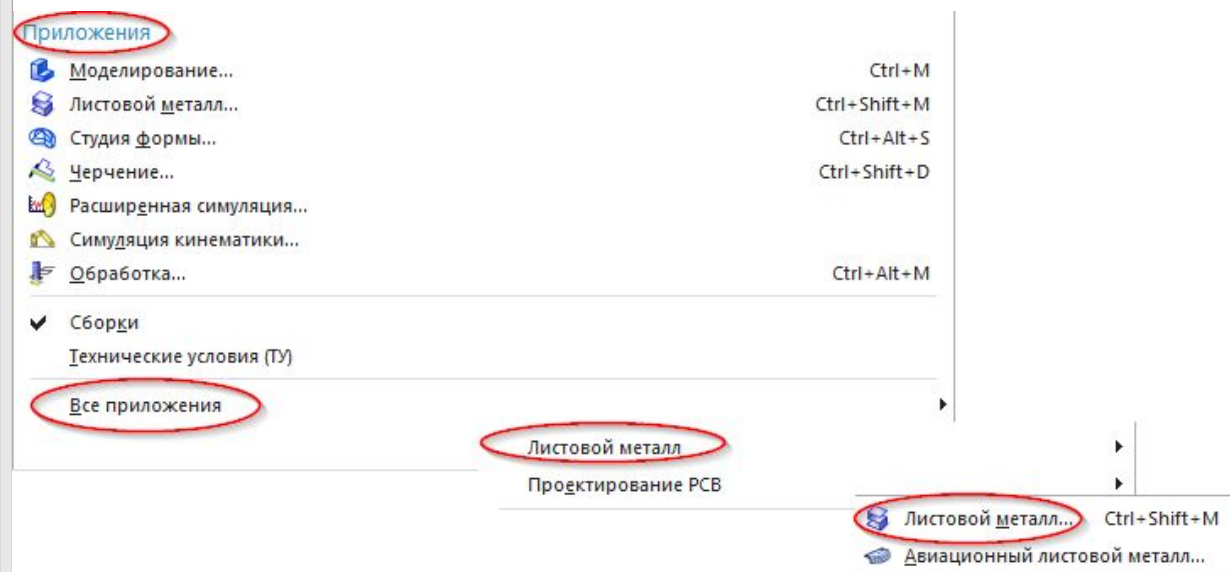 Приложения
Моделирование... Ctrl+M
Листовой металл... Ctrl+Shift+M
Студия формы... Ctrl+Alt+S
Черчение... Ctrl+Shift+D
Расширенная симуляция...
Симуляция кинематики...
Обработка... Ctrl+Alt+M
Сборки
Технические условия (ТУ)
Все приложения
Листовой металл
Проектирование PCB
Листовой металл... Ctrl+Shift+M
Авиационный листовой металл...